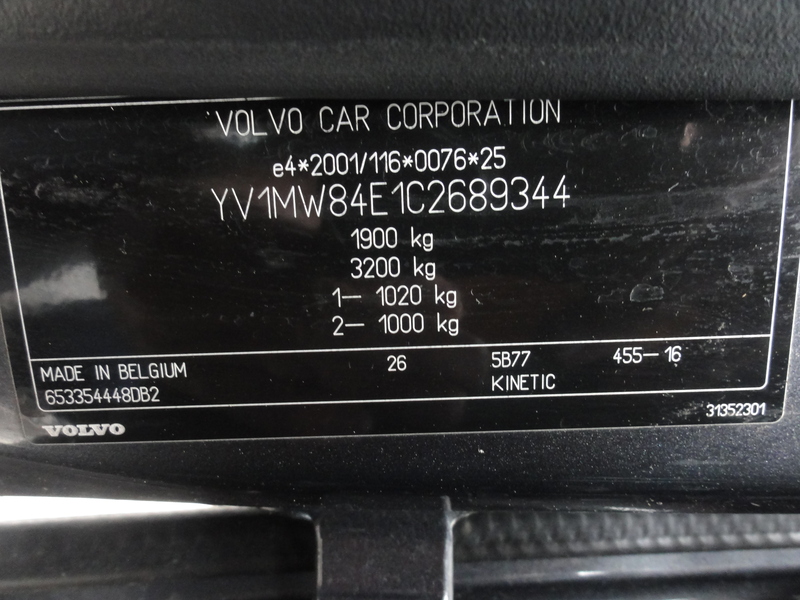 VOLVO CAR CORPORATION
e4*2001/116*0076*25
YV1MW84E1C2689344
1900 kg
3200 kg
1— 1020 kg
2— 1000 kg
MADE IN BELGIUM 26 5B77 455—16
653354448DB2 KINETIC
31352301
VOLVO